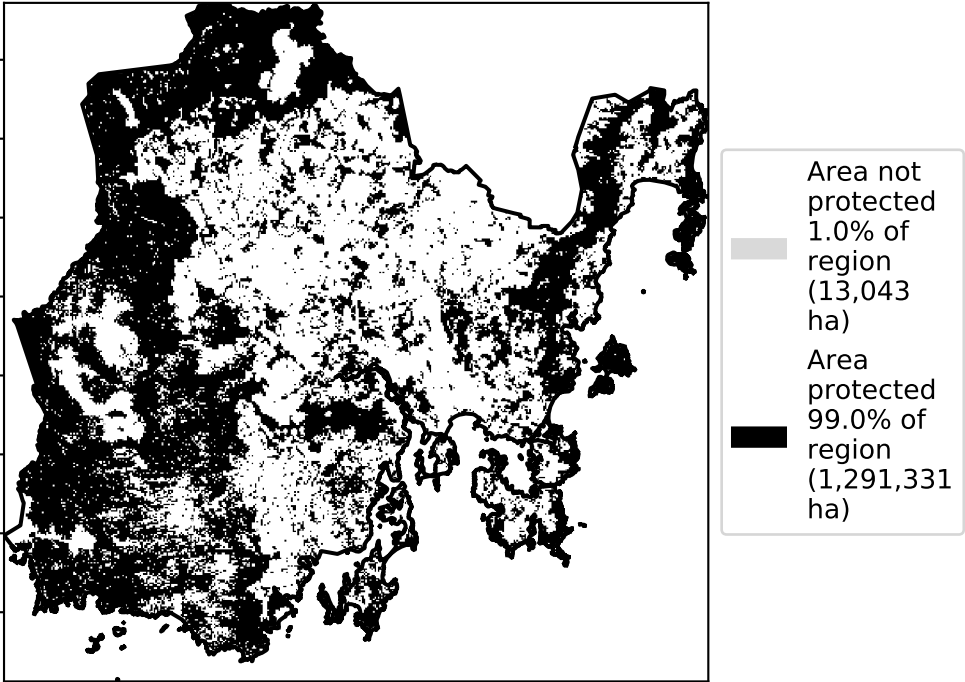 Area not
protected
1.0% of
region
(13,043
ha)
Area
protected
99.0% of
region
(1,291,331
ha)